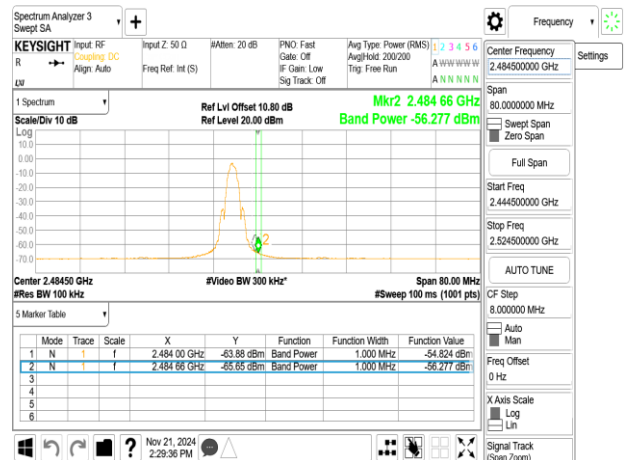 Spectrum Analyzer 3
Swept SA
Frequency
KEYSIGHT
R
LXI
Input: RF
Coupling: DC
Align: Auto
Input Z: 50 Ω
Freq Ref: Int (S)
#Atten: 20 dB
PNO: Fast
Gate: Off
IF Gain: Low
Sig Track: Off
Avg Type: Power (RMS)
Avg|Hold: 200/200
Trig: Free Run
1 2 3 4 5 6
A W W W W W
A N N N N N
Center Frequency
2.484500000 GHz
Settings
Span
80.0000000 MHz
Swept Span
Zero Span
Full Span
Start Freq
2.444500000 GHz
Stop Freq
2.524500000 GHz
AUTO TUNE
CF Step
8.000000 MHz
Auto
Man
Freq Offset
0 Hz
X Axis Scale
Log
Lin
Signal Track
(Span Zoom)
1 Spectrum
Scale/Div 10 dB
Ref Lvl Offset 10.80 dB
Ref Level 20.00 dBm
Mkr2 2.484 66 GHz
Band Power -56.277 dBm
Log
10.0
0.00
-10.0
-20.0
-30.0
-40.0
-50.0
-60.0
-70.0
2
Center 2.48450 GHz
#Res BW 100 kHz
#Video BW 300 kHz*
Span 80.00 MHz
#Sweep 100 ms (1001 pts)
5 Marker Table
Mode Trace Scale X Y Function Function Width Function Value
1 N 1 f 2.484 00 GHz -63.88 dBm Band Power 1.000 MHz -54.824 dBm
2 N 1 f 2.484 66 GHz -65.65 dBm Band Power 1.000 MHz -56.277 dBm
3
4
5
6
?
Nov 21, 2024
2:29:36 PM